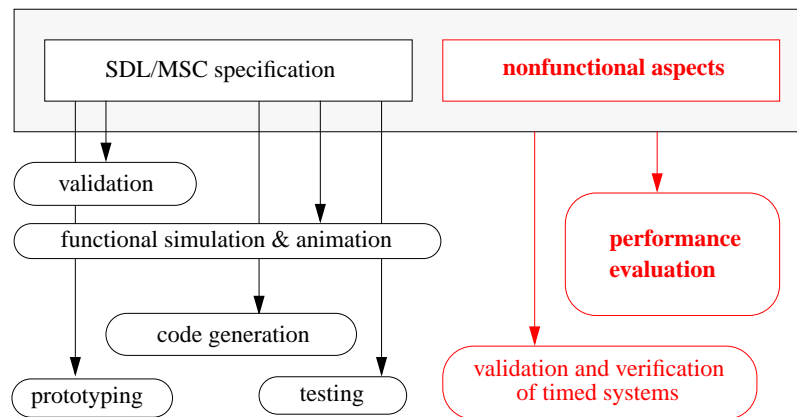 SDL/MSC specification
nonfunctional aspects
validation
functional simulation & animation
performance
evaluation
code generation
validation and verification
of timed systems
prototyping
testing